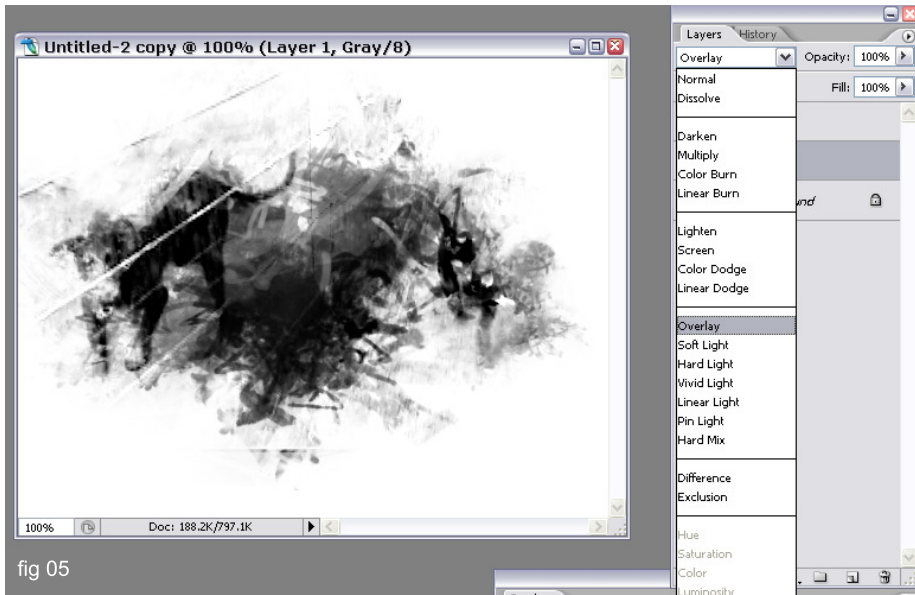 Untitled-2 copy @ 100% (Layer 1, Gray/8)
100%
Doc: 188.2K/797.1K
fig 05
Layers
History
Overlay
Opacity: 100%
Fill: 100%
Normal
Dissolve
Darken
Multiply
Color Burn
Linear Burn
Lighten
Screen
Color Dodge
Linear Dodge
Overlay
Soft Light
Hard Light
Vivid Light
Linear Light
Pin Light
Hard Mix
Difference
Exclusion
Hue
Saturation
Color
Luminosity